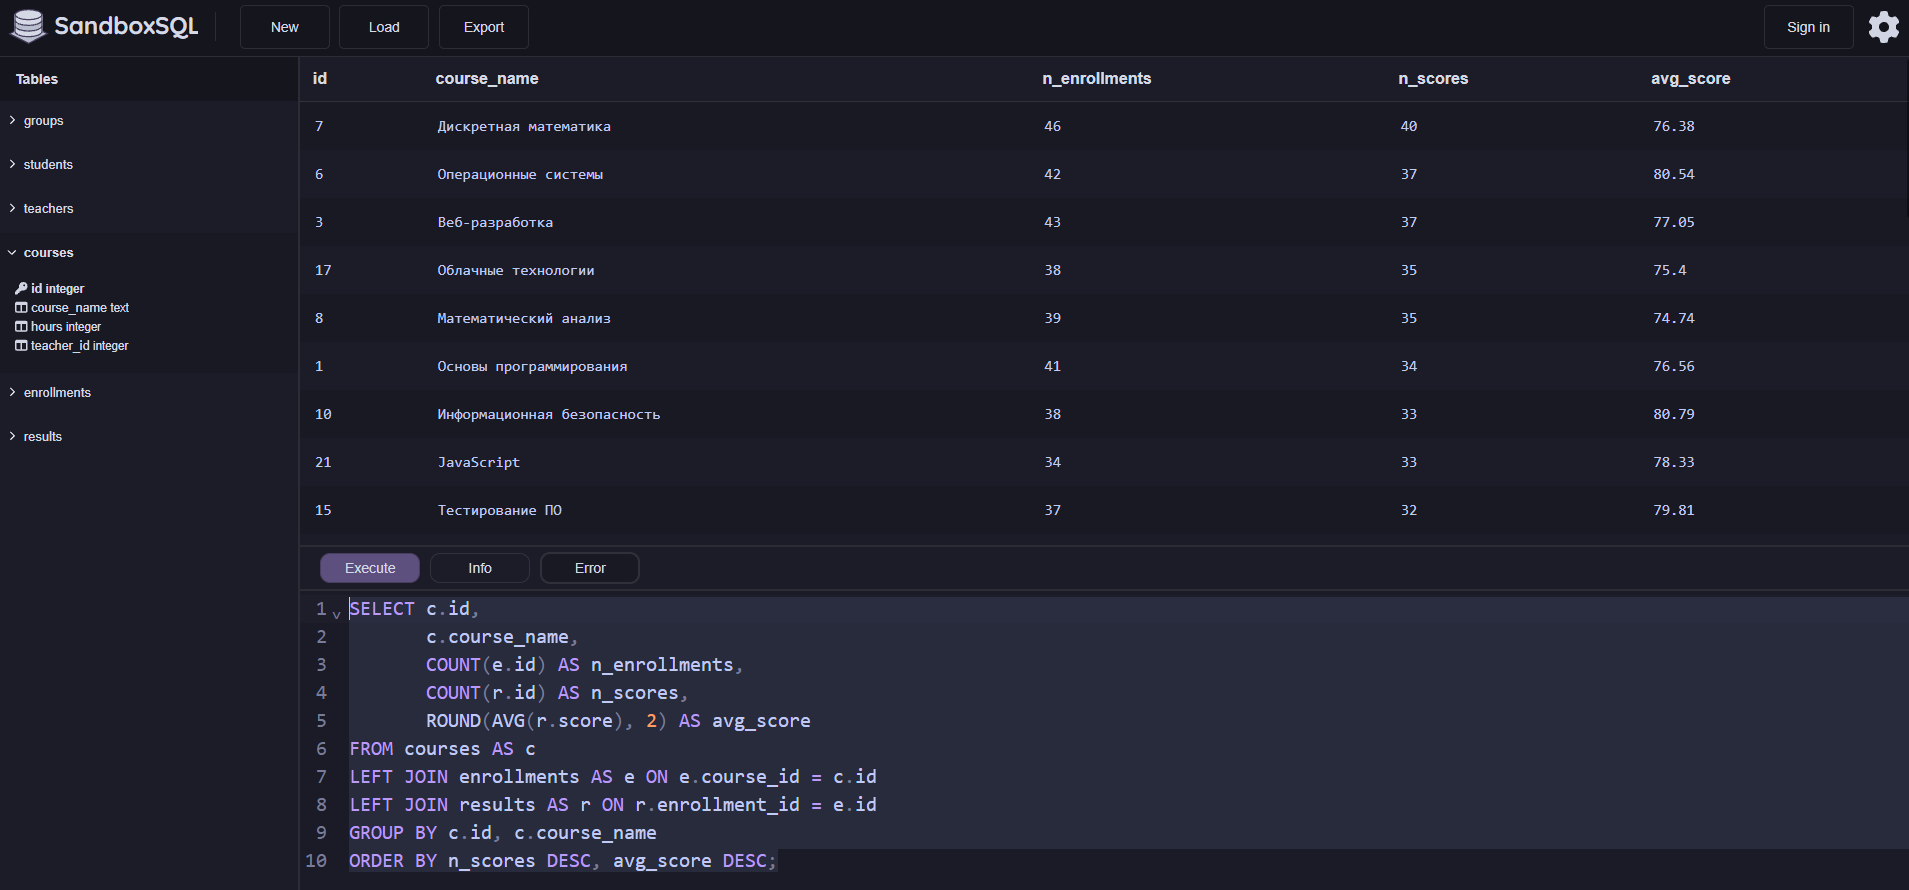 SandboxSQL New Load Export Sign in
Tables
groups
students
teachers
courses
id integer
course_name text
hours integer
teacher_id integer
enrollments
results
id course_name n_enrollments n_scores avg_score
7 Дискретная математика 46 40 76.38
6 Операционные системы 42 37 80.54
3 Веб-разработка 43 37 77.05
17 Облачные технологии 38 35 75.4
8 Математический анализ 39 35 74.74
1 Основы программирования 41 34 76.56
10 Информационная безопасность 38 33 80.79
21 JavaScript 34 33 78.33
15 Тестирование ПО 37 32 79.81
Execute Info Error
1 SELECT c.id,
2 c.course_name,
3 COUNT(e.id) AS n_enrollments,
4 COUNT(r.id) AS n_scores,
5 ROUND(AVG(r.score), 2) AS avg_score
6 FROM courses AS c
7 LEFT JOIN enrollments AS e ON e.course_id = c.id
8 LEFT JOIN results AS r ON r.enrollment_id = e.id
9 GROUP BY c.id, c.course_name
10 ORDER BY n_scores DESC, avg_score DESC;